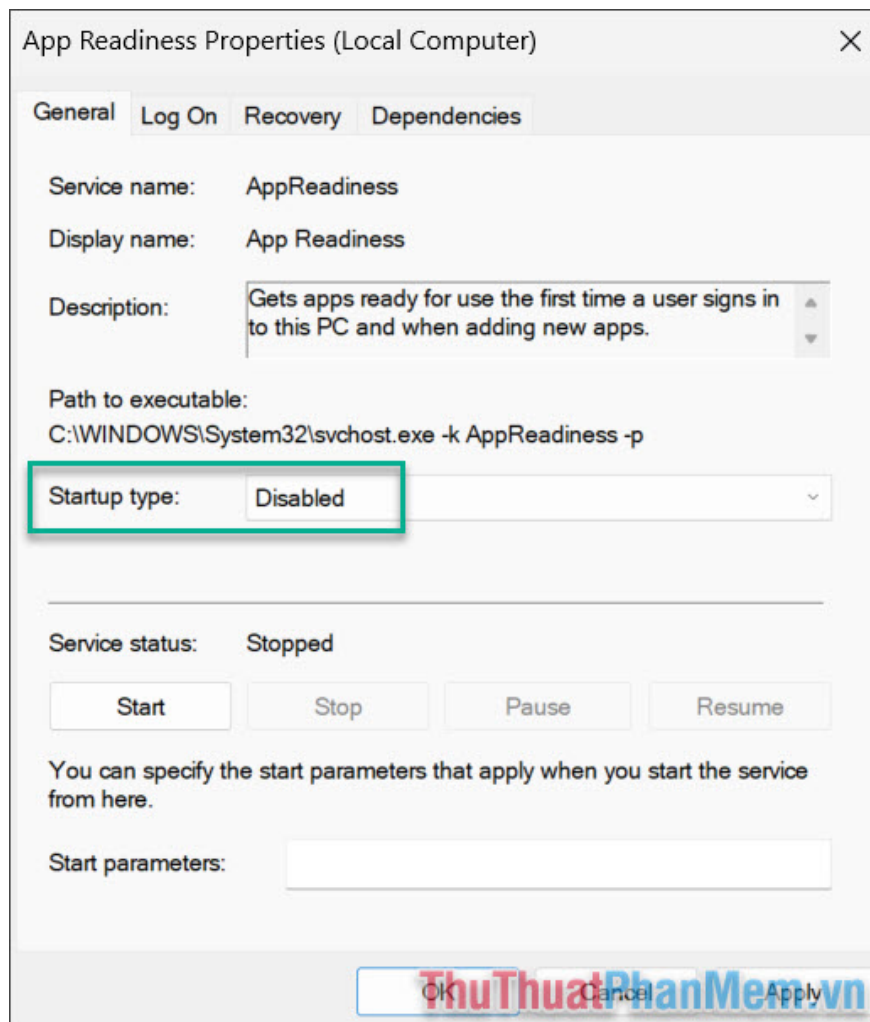 App Readiness Properties (Local Computer)
General Log On Recovery Dependencies
Service name: AppReadiness
Display name: App Readiness
Description: Gets apps ready for use the first time a user signs in
to this PC and when adding new apps.
Path to executable:
C:\WINDOWS\System32\svchost.exe -k AppReadiness -p
Startup type: Disabled
Service status: Stopped
Start Stop Pause Resume
You can specify the start parameters that apply when you start the service
from here.
Start parameters:
OK Cancel Apply
ThuThuatPhanMem.vn